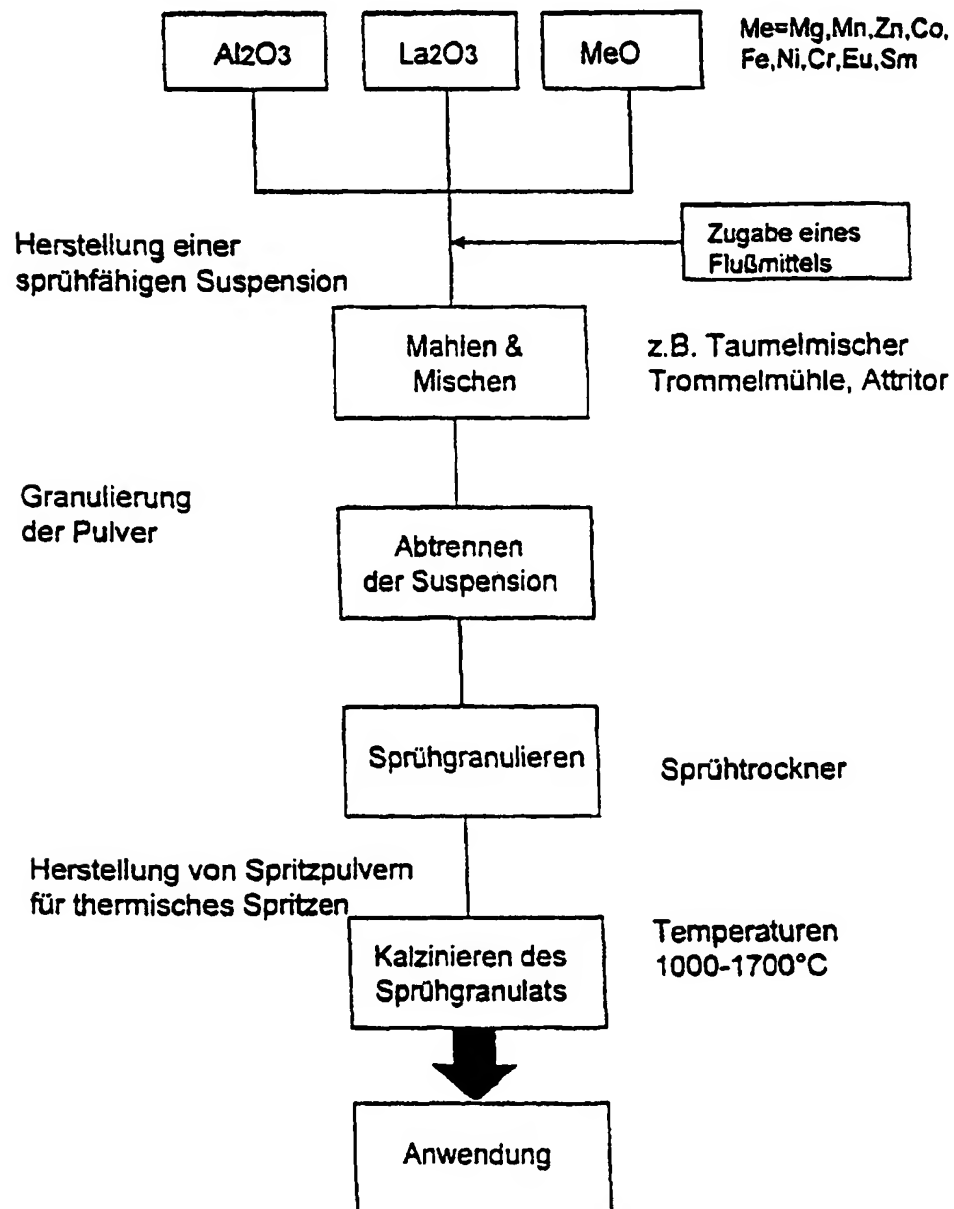 Al2O3
La2O3
MeO
Me=Mg,Mn,Zn,Co,
Fe,Ni,Cr,Eu,Sm
Herstellung einer
sprühfähigen Suspension
Zugabe eines
Flußmittels
Mahlen &
Mischen
z.B. Taumelmischer
Trommelmühle, Attritor
Granulierung
der Pulver
Abtrennen
der Suspension
Sprühgranulieren
Sprühtrockner
Herstellung von Spritzpulvern
für thermisches Spritzen
Kalzinieren des
Sprühgranulats
Temperaturen
1000-1700°C
Anwendung